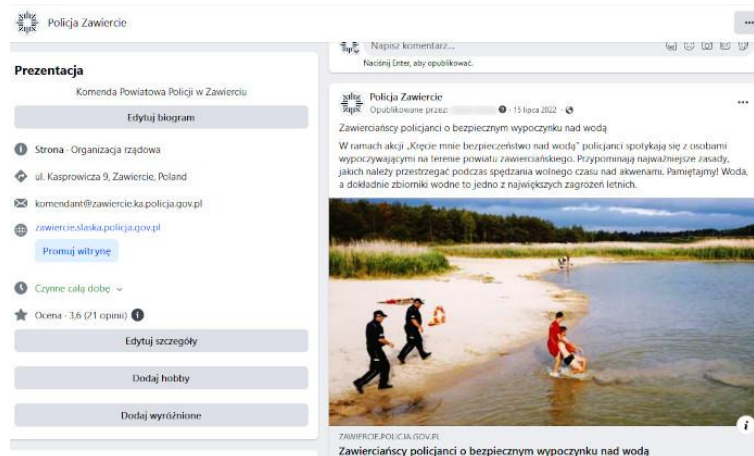 Policja Zawiercie
Prezentacja
Komenda Powiatowa Policji w Zawierciu
Edytuj biogram
Strona · Organizacja rządowa
ul. Kasprowicza 9, Zawiercie, Poland
komendant@zawiercie.ka.policja.gov.pl
zawiercie.slaska.policja.gov.pl
Promuj witrynę
Czynne całą dobę
Ocena · 3,6 (21 opinii)
Edytuj szczegóły
Dodaj hobby
Dodaj wyróżnione
Napisz komentarz...
Naciśnij Enter, aby opublikować.
Policja Zawiercie
Opublikowane przez: · 15 lipca 2022 ·
Zawierciańscy policjanci o bezpiecznym wypoczynku nad wodą
W ramach akcji „Kręcie mnie bezpieczeństwo nad wodą” policjanci spotykają się z osobami
wypoczywającymi na terenie powiatu zawierciańskiego. Przypominają najważniejsze zasady,
jakich należy przestrzegać podczas spędzania wolnego czasu nad akwenami. Pamiętajmy! Woda,
a dokładnie zbiorniki wodne to jedno z największych zagrożeń letnich.
ZAWIERCIE.POLICJA.GOV.PL
Zawierciańscy policjanci o bezpiecznym wypoczynku nad wodą